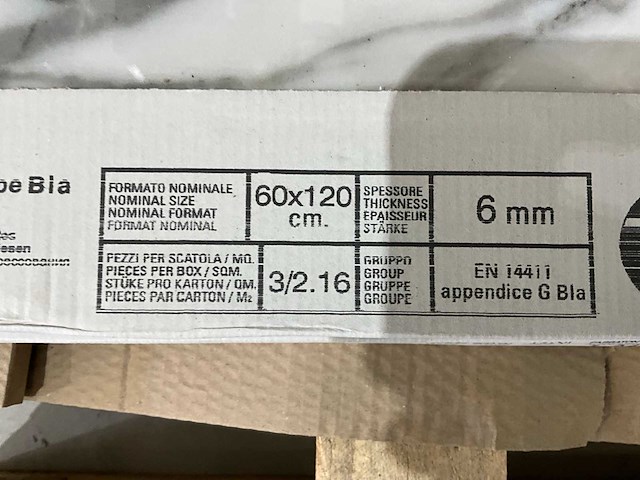 be Bla
FORMATO NOMINALE
NOMINAL SIZE
NOMINAL FORMAT
FORMAT NOMINAL
60x120
cm.
SPESSORE
THICKNESS
EPAISSEUR
STÄRKE
6 mm
PEZZI PER SCATOLA / MQ.
PIECES PER BOX / SQM.
STÜKE PRO KARTON / QM.
PIECES PAR CARTON / M2
3/2.16
GRUPPO
GROUP
GRUPPE
GROUPE
EN 14411
appendice G BIa